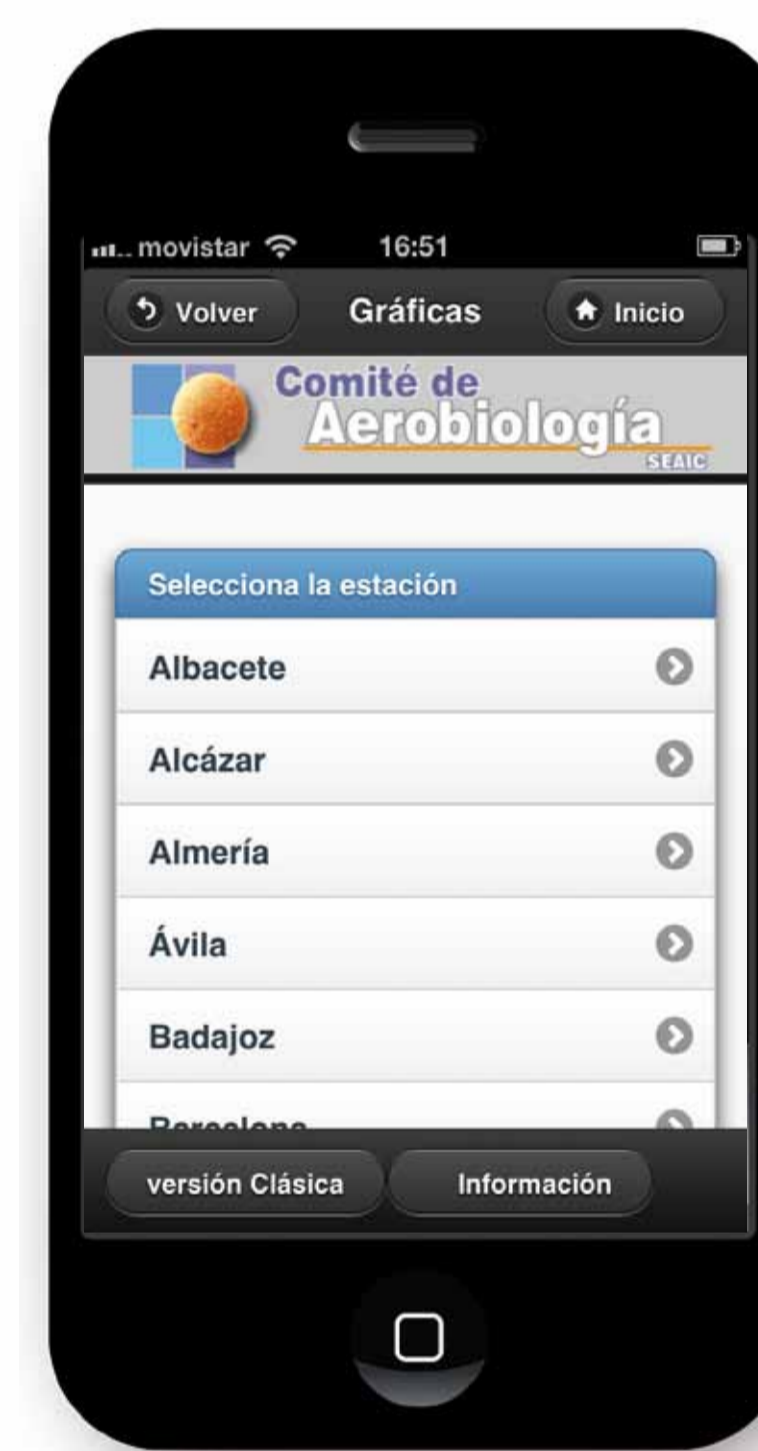 movistar 16:51
Volver Gráficas Inicio
Comité de
Aerobiología
SEAIC
Selecciona la estación
Albacete
Alcázar
Almería
Ávila
Badajoz
Barcelona
versión Clásica Información